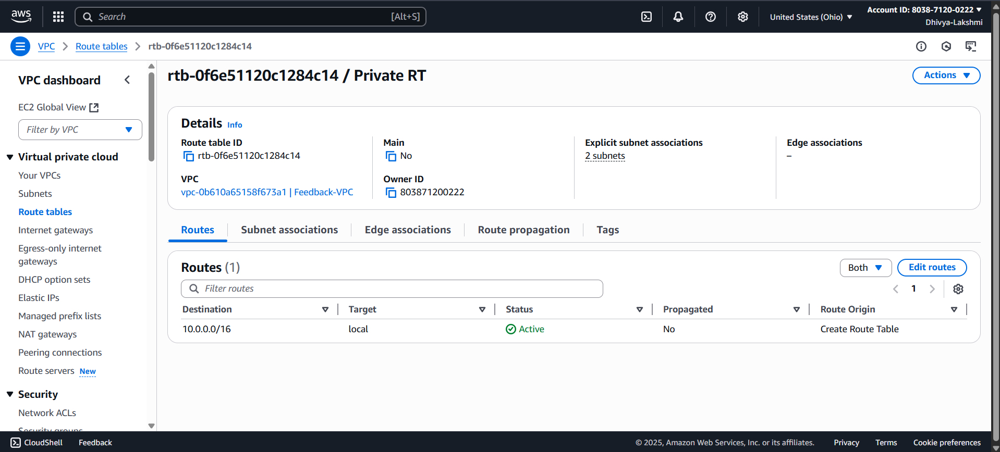 aws
Search [Alt+S]
United States (Ohio)
Account ID: 8038-7120-0222
Dhivya-Lakshmi
VPC
Route tables
rtb-0f6e51120c1284c14
VPC dashboard
EC2 Global View
Filter by VPC
Virtual private cloud
Your VPCs
Subnets
Route tables
Internet gateways
Egress-only internet
gateways
DHCP option sets
Elastic IPs
Managed prefix lists
NAT gateways
Peering connections
Route servers New
Security
Network ACLs
Security groups
rtb-0f6e51120c1284c14 / Private RT
Actions
Details Info
Route table ID
rtb-0f6e51120c1284c14
Main
No
Explicit subnet associations
2 subnets
Edge associations
–
VPC
vpc-0b610a65158f673a1 | Feedback-VPC
Owner ID
803871200222
Routes Subnet associations Edge associations Route propagation Tags
Routes (1)
Both
Edit routes
Filter routes
1
Destination Target Status Propagated Route Origin
10.0.0.0/16 local Active No Create Route Table
CloudShell Feedback © 2025, Amazon Web Services, Inc. or its affiliates. Privacy Terms Cookie preferences